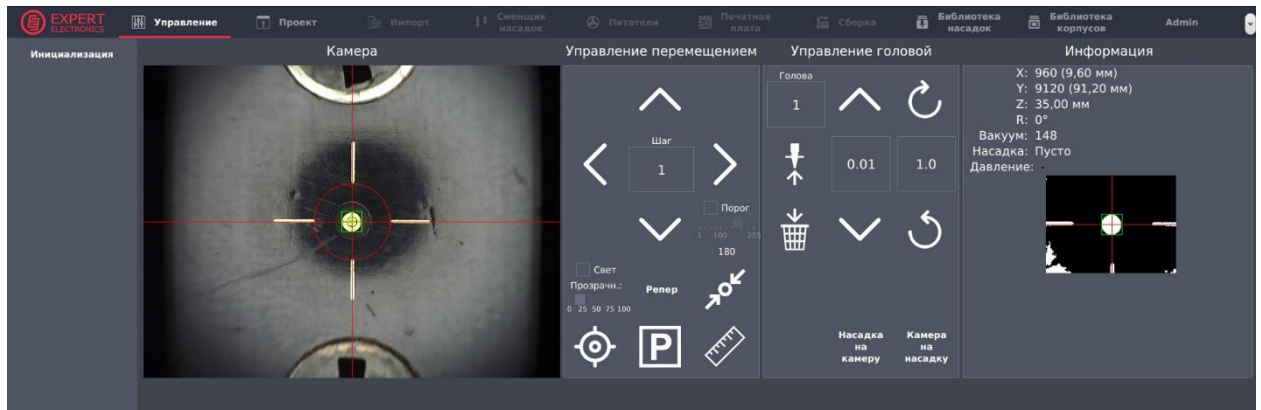 EXPERT
ELECTRONICS
Управление
Проект
Импорт
Сменщик
насадок
Питатели
Печатная
плата
Сборка
Библиотека
насадок
Библиотека
корпусов
Admin
Инициализация
Камера
Управление перемещением
Управление головой
Информация
Шаг
1
Порог
1 100 255
180
Свет
Прозрачн.:
0 25 50 75 100
Репер
P
Голова
1
0.01
1.0
Насадка
на
камеру
Камера
на
насадку
X: 960 (9,60 мм)
Y: 9120 (91,20 мм)
Z: 35,00 мм
R: 0°
Вакуум: 148
Насадка: Пусто
Давление: -